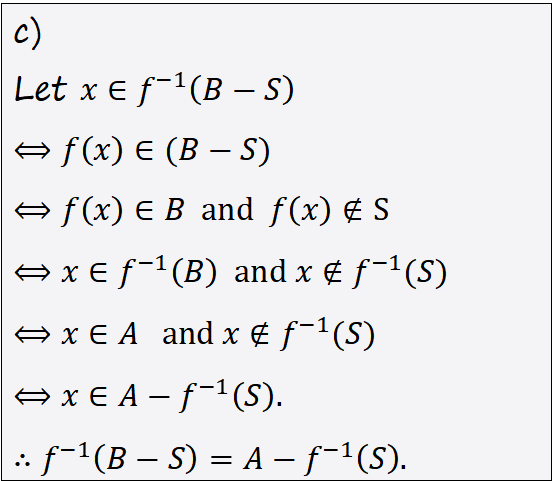 c)
Let x ∈ f⁻¹(B − S)
⟺ f(x) ∈ (B − S)
⟺ f(x) ∈ B and f(x) ∉ S
⟺ x ∈ f⁻¹(B) and x ∉ f⁻¹(S)
⟺ x ∈ A and x ∉ f⁻¹(S)
⟺ x ∈ A − f⁻¹(S).
∴ f⁻¹(B − S) = A − f⁻¹(S).